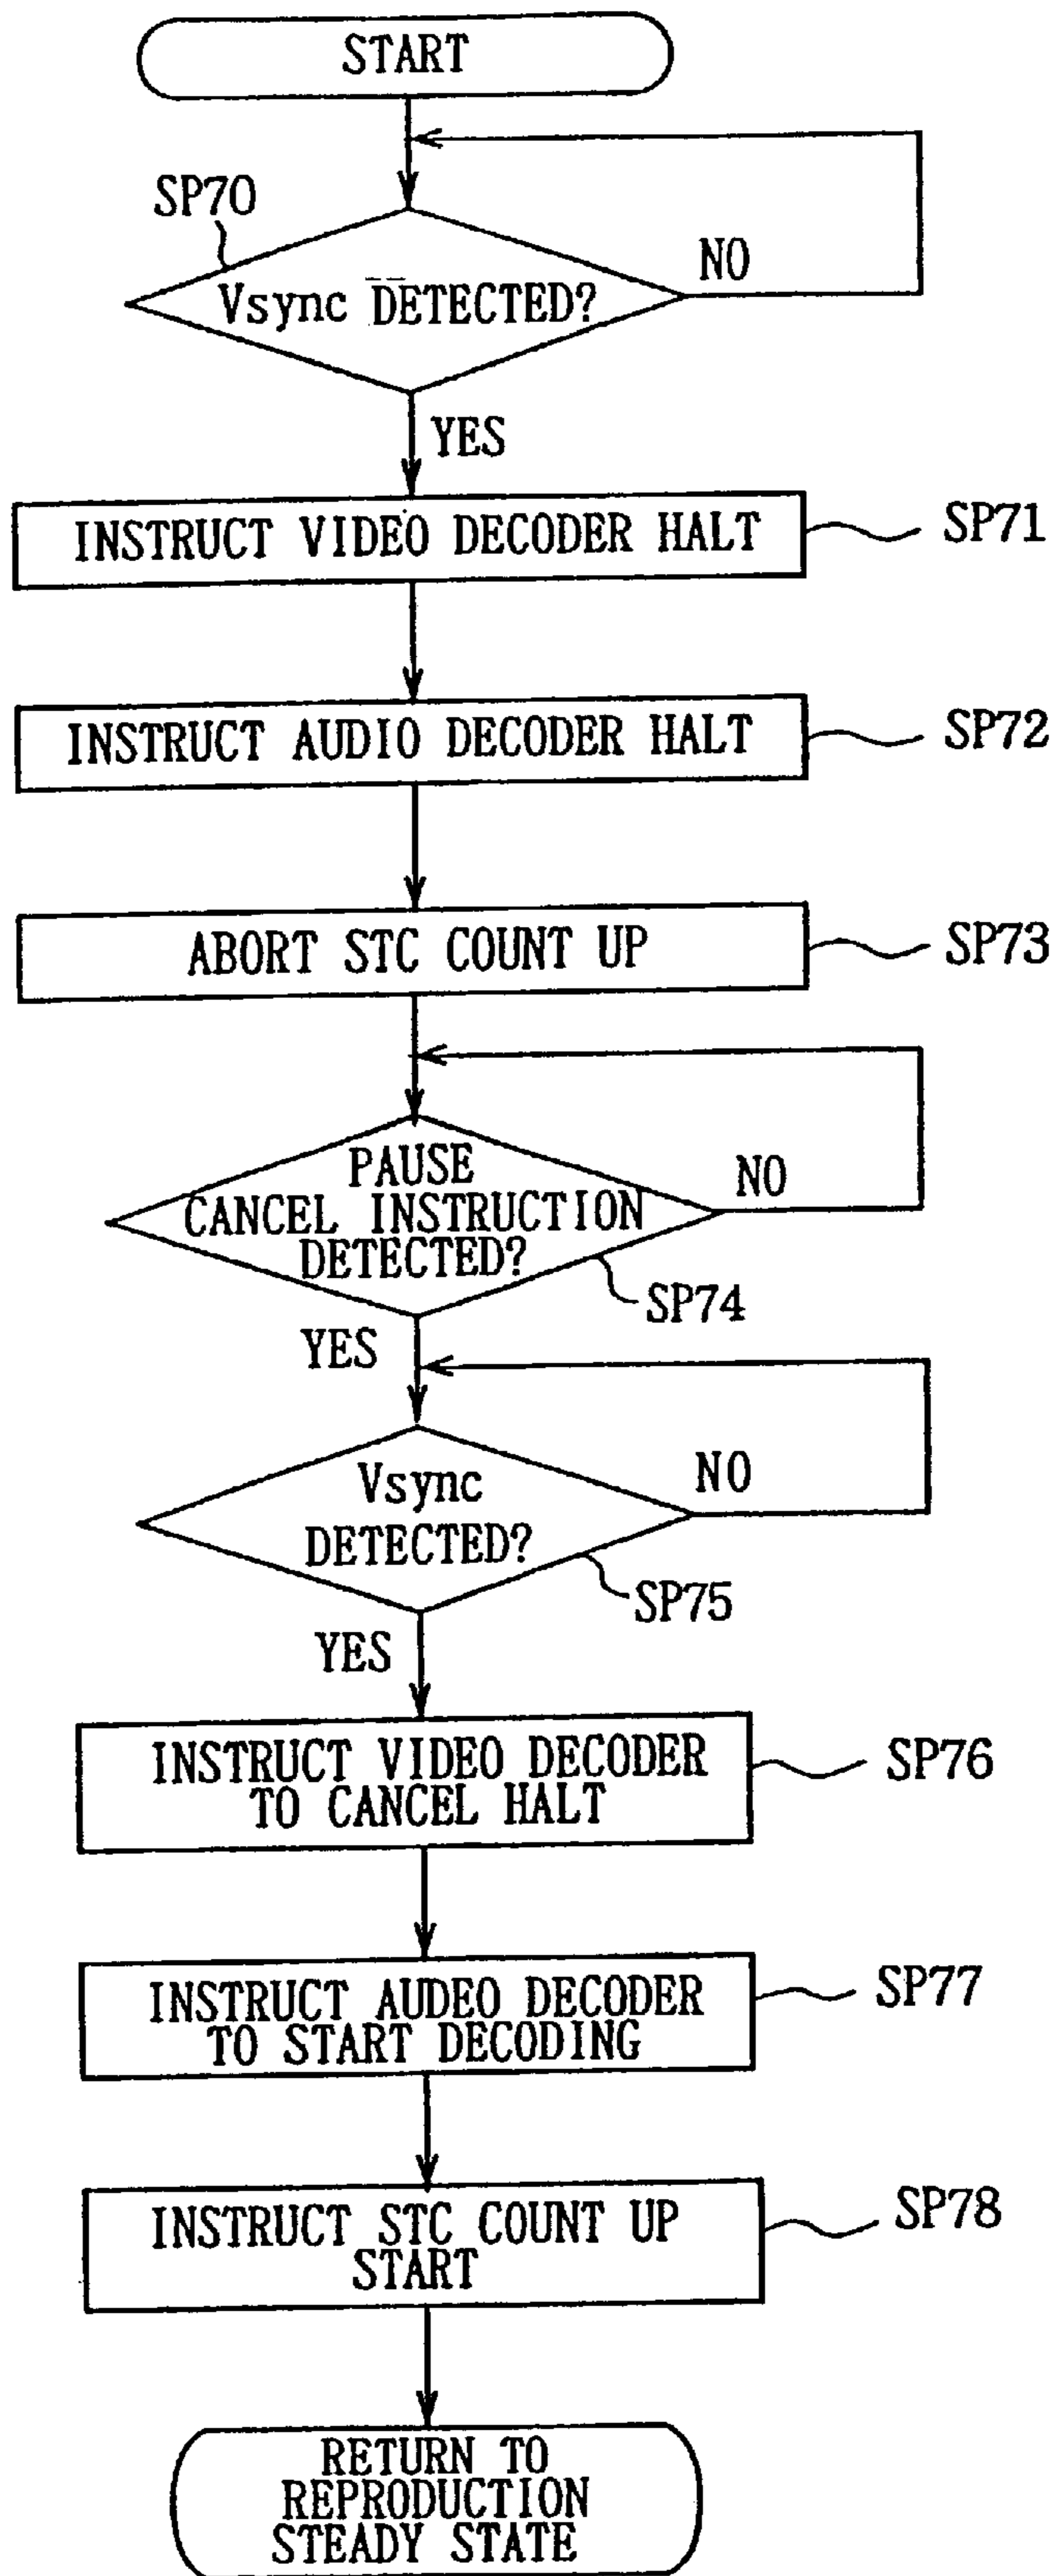 START
SP70
NO
Vsync DETECTED?
YES
INSTRUCT VIDEO DECODER HALT
SP71
INSTRUCT AUDIO DECODER HALT
SP72
ABORT STC COUNT UP
SP73
PAUSE
CANCEL INSTRUCTION
DETECTED?
NO
SP74
YES
Vsync
DETECTED?
NO
SP75
YES
INSTRUCT VIDEO DECODER
TO CANCEL HALT
SP76
INSTRUCT AUDEO DECODER
TO START DECODING
SP77
INSTRUCT STC COUNT UP
START
SP78
RETURN TO
REPRODUCTION
STEADY STATE